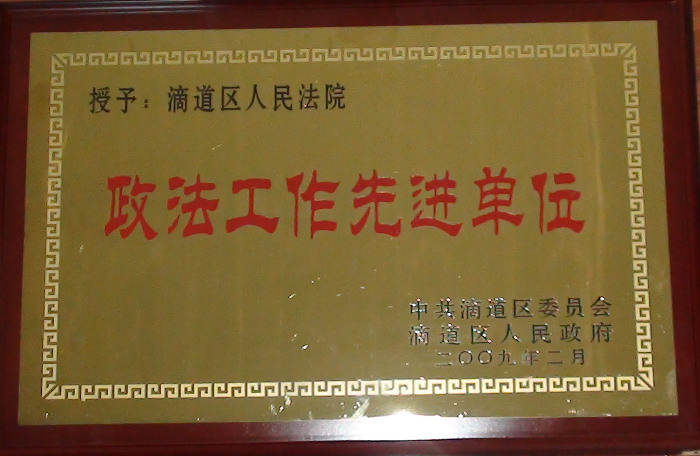 授予：滴道区人民法院
政法工作先进单位
中共滴道区委员会
滴道区人民政府
二〇〇九年二月